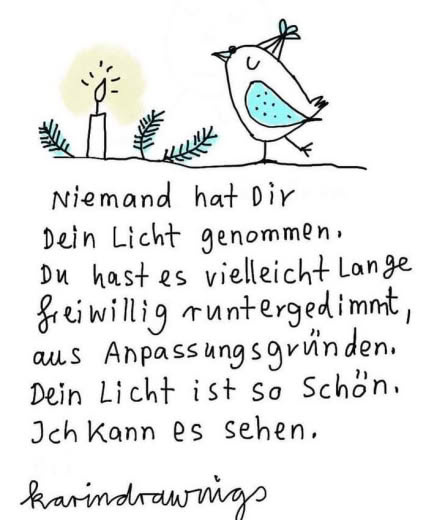 Niemand hat Dir
Dein Licht genommen.
Du hast es vielleicht Lange
freiwillig runtergedimmt,
aus Anpassungsgründen.
Dein Licht ist so Schön.
Ich Kann es sehen.
karindrawings